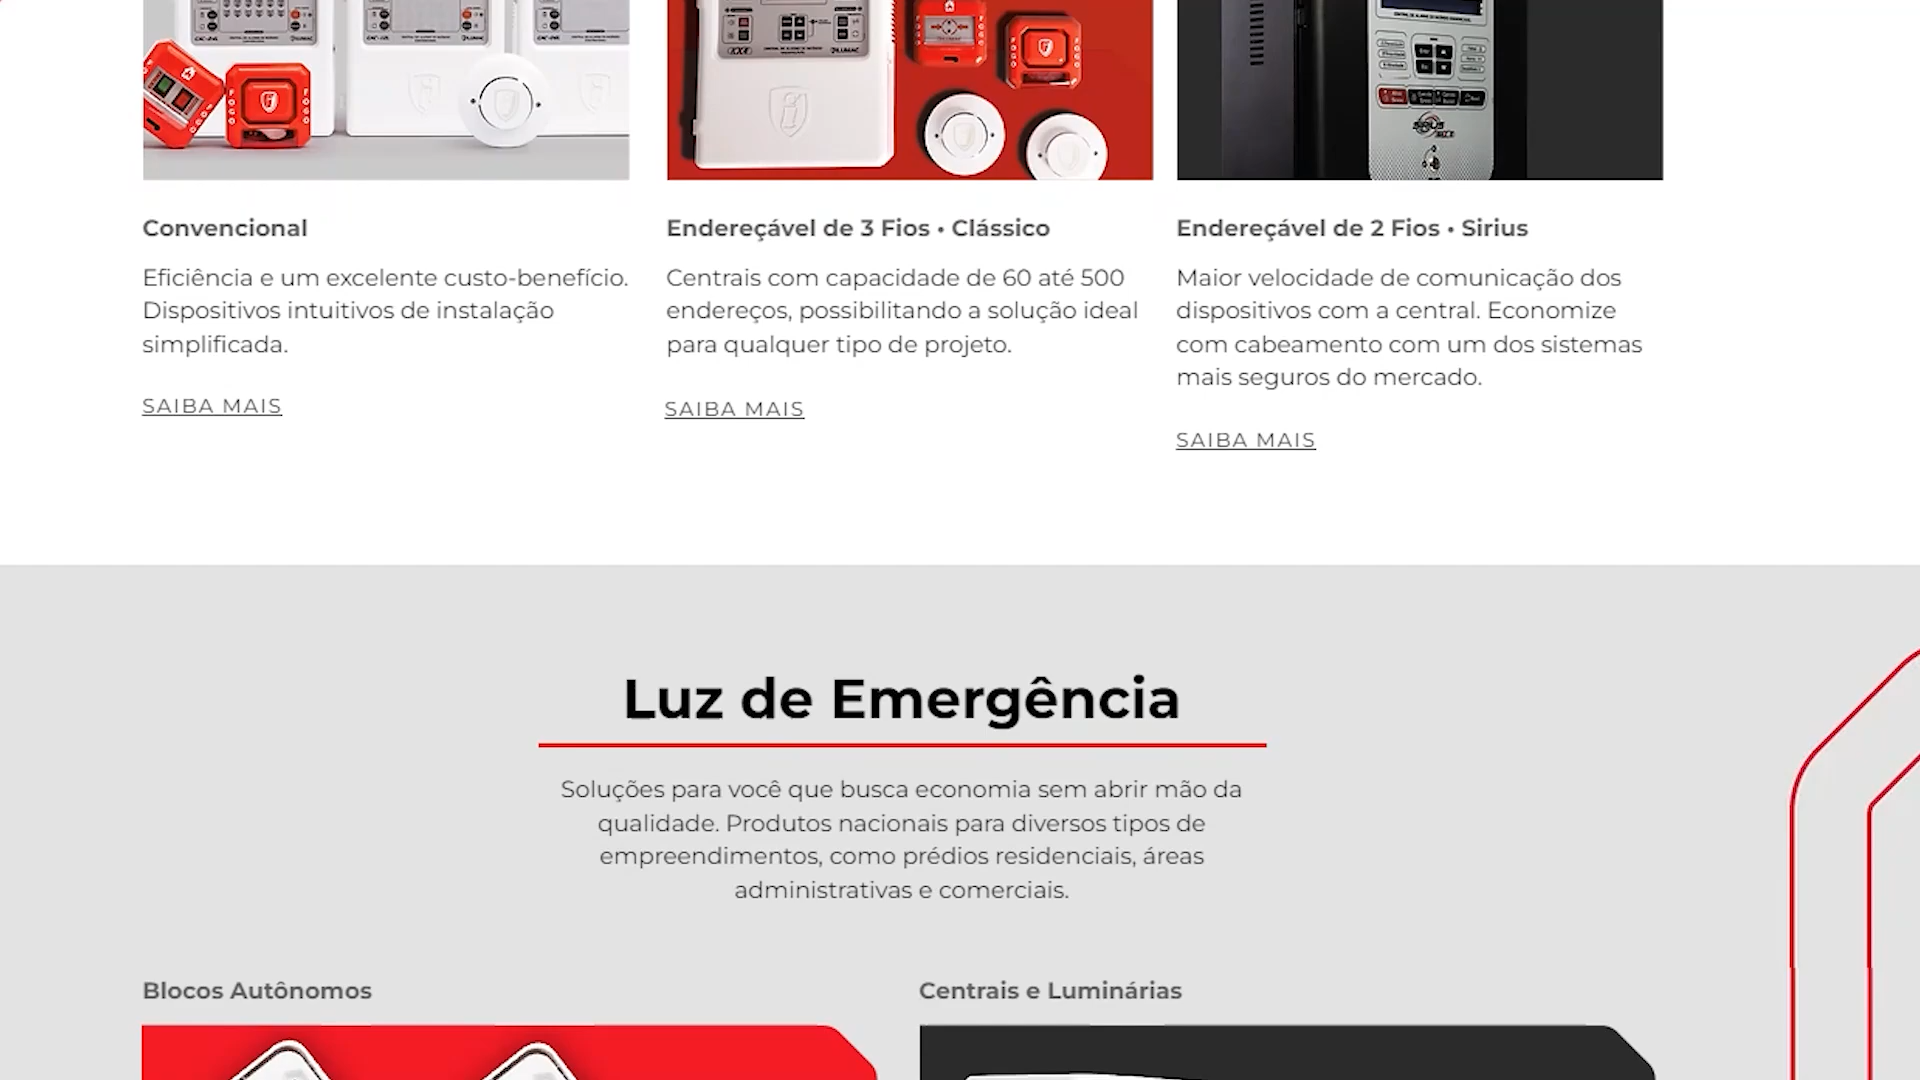 Convencional
Eficiência e um excelente custo-benefício.
Dispositivos intuitivos de instalação
simplificada.
SAIBA MAIS
Endereçável de 3 Fios • Clássico
Centrais com capacidade de 60 até 500
endereços, possibilitando a solução ideal
para qualquer tipo de projeto.
SAIBA MAIS
Endereçável de 2 Fios • Sirius
Maior velocidade de comunicação dos
dispositivos com a central. Economize
com cabeamento com um dos sistemas
mais seguros do mercado.
SAIBA MAIS
Luz de Emergência
Soluções para você que busca economia sem abrir mão da
qualidade. Produtos nacionais para diversos tipos de
empreendimentos, como prédios residenciais, áreas
administrativas e comerciais.
Blocos Autônomos
Centrais e Luminárias